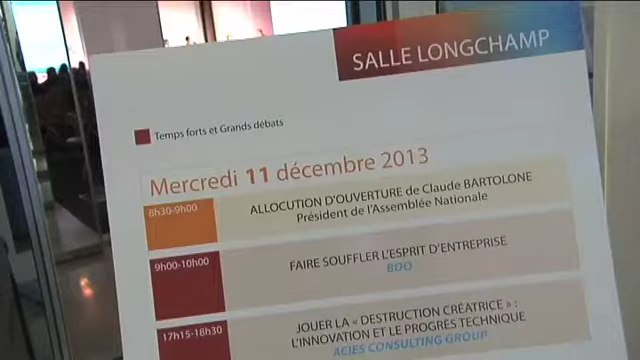 SALLE LONGCHAMP
Temps forts et Grands débats
Mercredi 11 décembre 2013
8h30-9h00
ALLOCUTION D'OUVERTURE de Claude BARTOLONE
Président de l'Assemblée Nationale
9h00-10h00
FAIRE SOUFFLER L'ESPRIT D'ENTREPRISE
BDO
17h15-18h30
JOUER LA « DESTRUCTION CRÉATRICE » :
L'INNOVATION ET LE PROGRÈS TECHNIQUE
ACIES CONSULTING GROUP